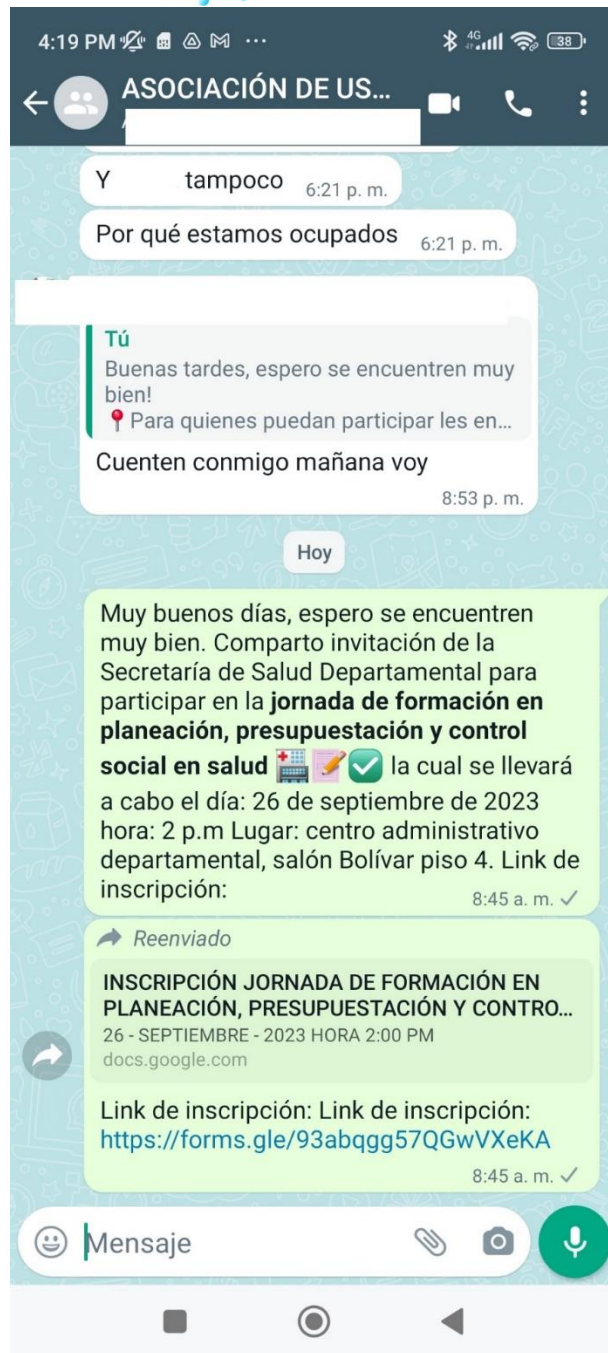 4:19 PM
4G
38
ASOCIACIÓN DE US...
Y tampoco 6:21 p. m.
Por qué estamos ocupados 6:21 p. m.
Tú
Buenas tardes, espero se encuentren muy
bien!
📍Para quienes puedan participar les en...
Cuenten conmigo mañana voy
8:53 p. m.
Hoy
Muy buenos días, espero se encuentren
muy bien. Comparto invitación de la
Secretaría de Salud Departamental para
participar en la jornada de formación en
planeación, presupuestación y control
social en salud 🏥📝✅ la cual se llevará
a cabo el día: 26 de septiembre de 2023
hora: 2 p.m Lugar: centro administrativo
departamental, salón Bolívar piso 4. Link de
inscripción: 8:45 a. m.
Reenviado
INSCRIPCIÓN JORNADA DE FORMACIÓN EN
PLANEACIÓN, PRESUPUESTACIÓN Y CONTRO...
26 - SEPTIEMBRE - 2023 HORA 2:00 PM
docs.google.com
Link de inscripción: Link de inscripción:
https://forms.gle/93abqgg57QGwVXeKA
8:45 a. m.
Mensaje